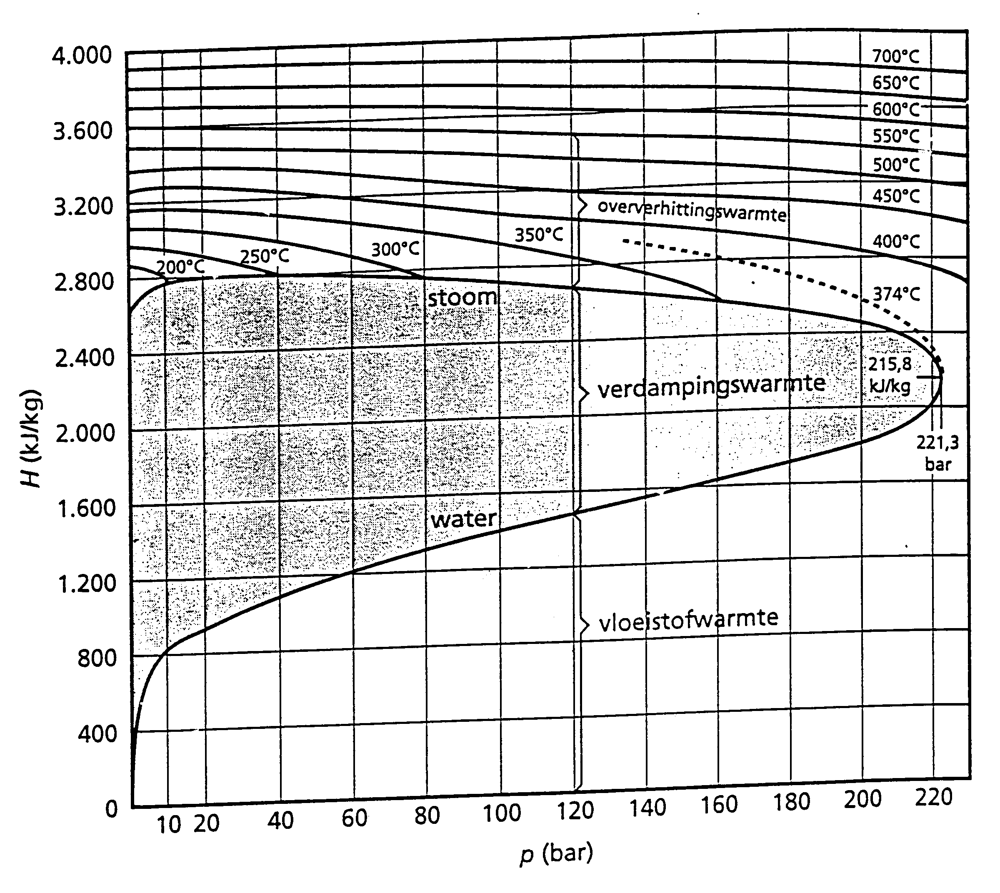 4.000
3.600
3.200
2.800
2.400
2.000
1.600
1.200
800
400
0
H (kJ/kg)
700°C
650°C
600°C
550°C
500°C
450°C
400°C
374°C
350°C
300°C
250°C
200°C
oververhittingswarmte
stoom
verdampingswarmte
215,8
kJ/kg
221,3
bar
water
vloeistofwarmte
10 20 40 60 80 100 120 140 160 180 200 220
p (bar)